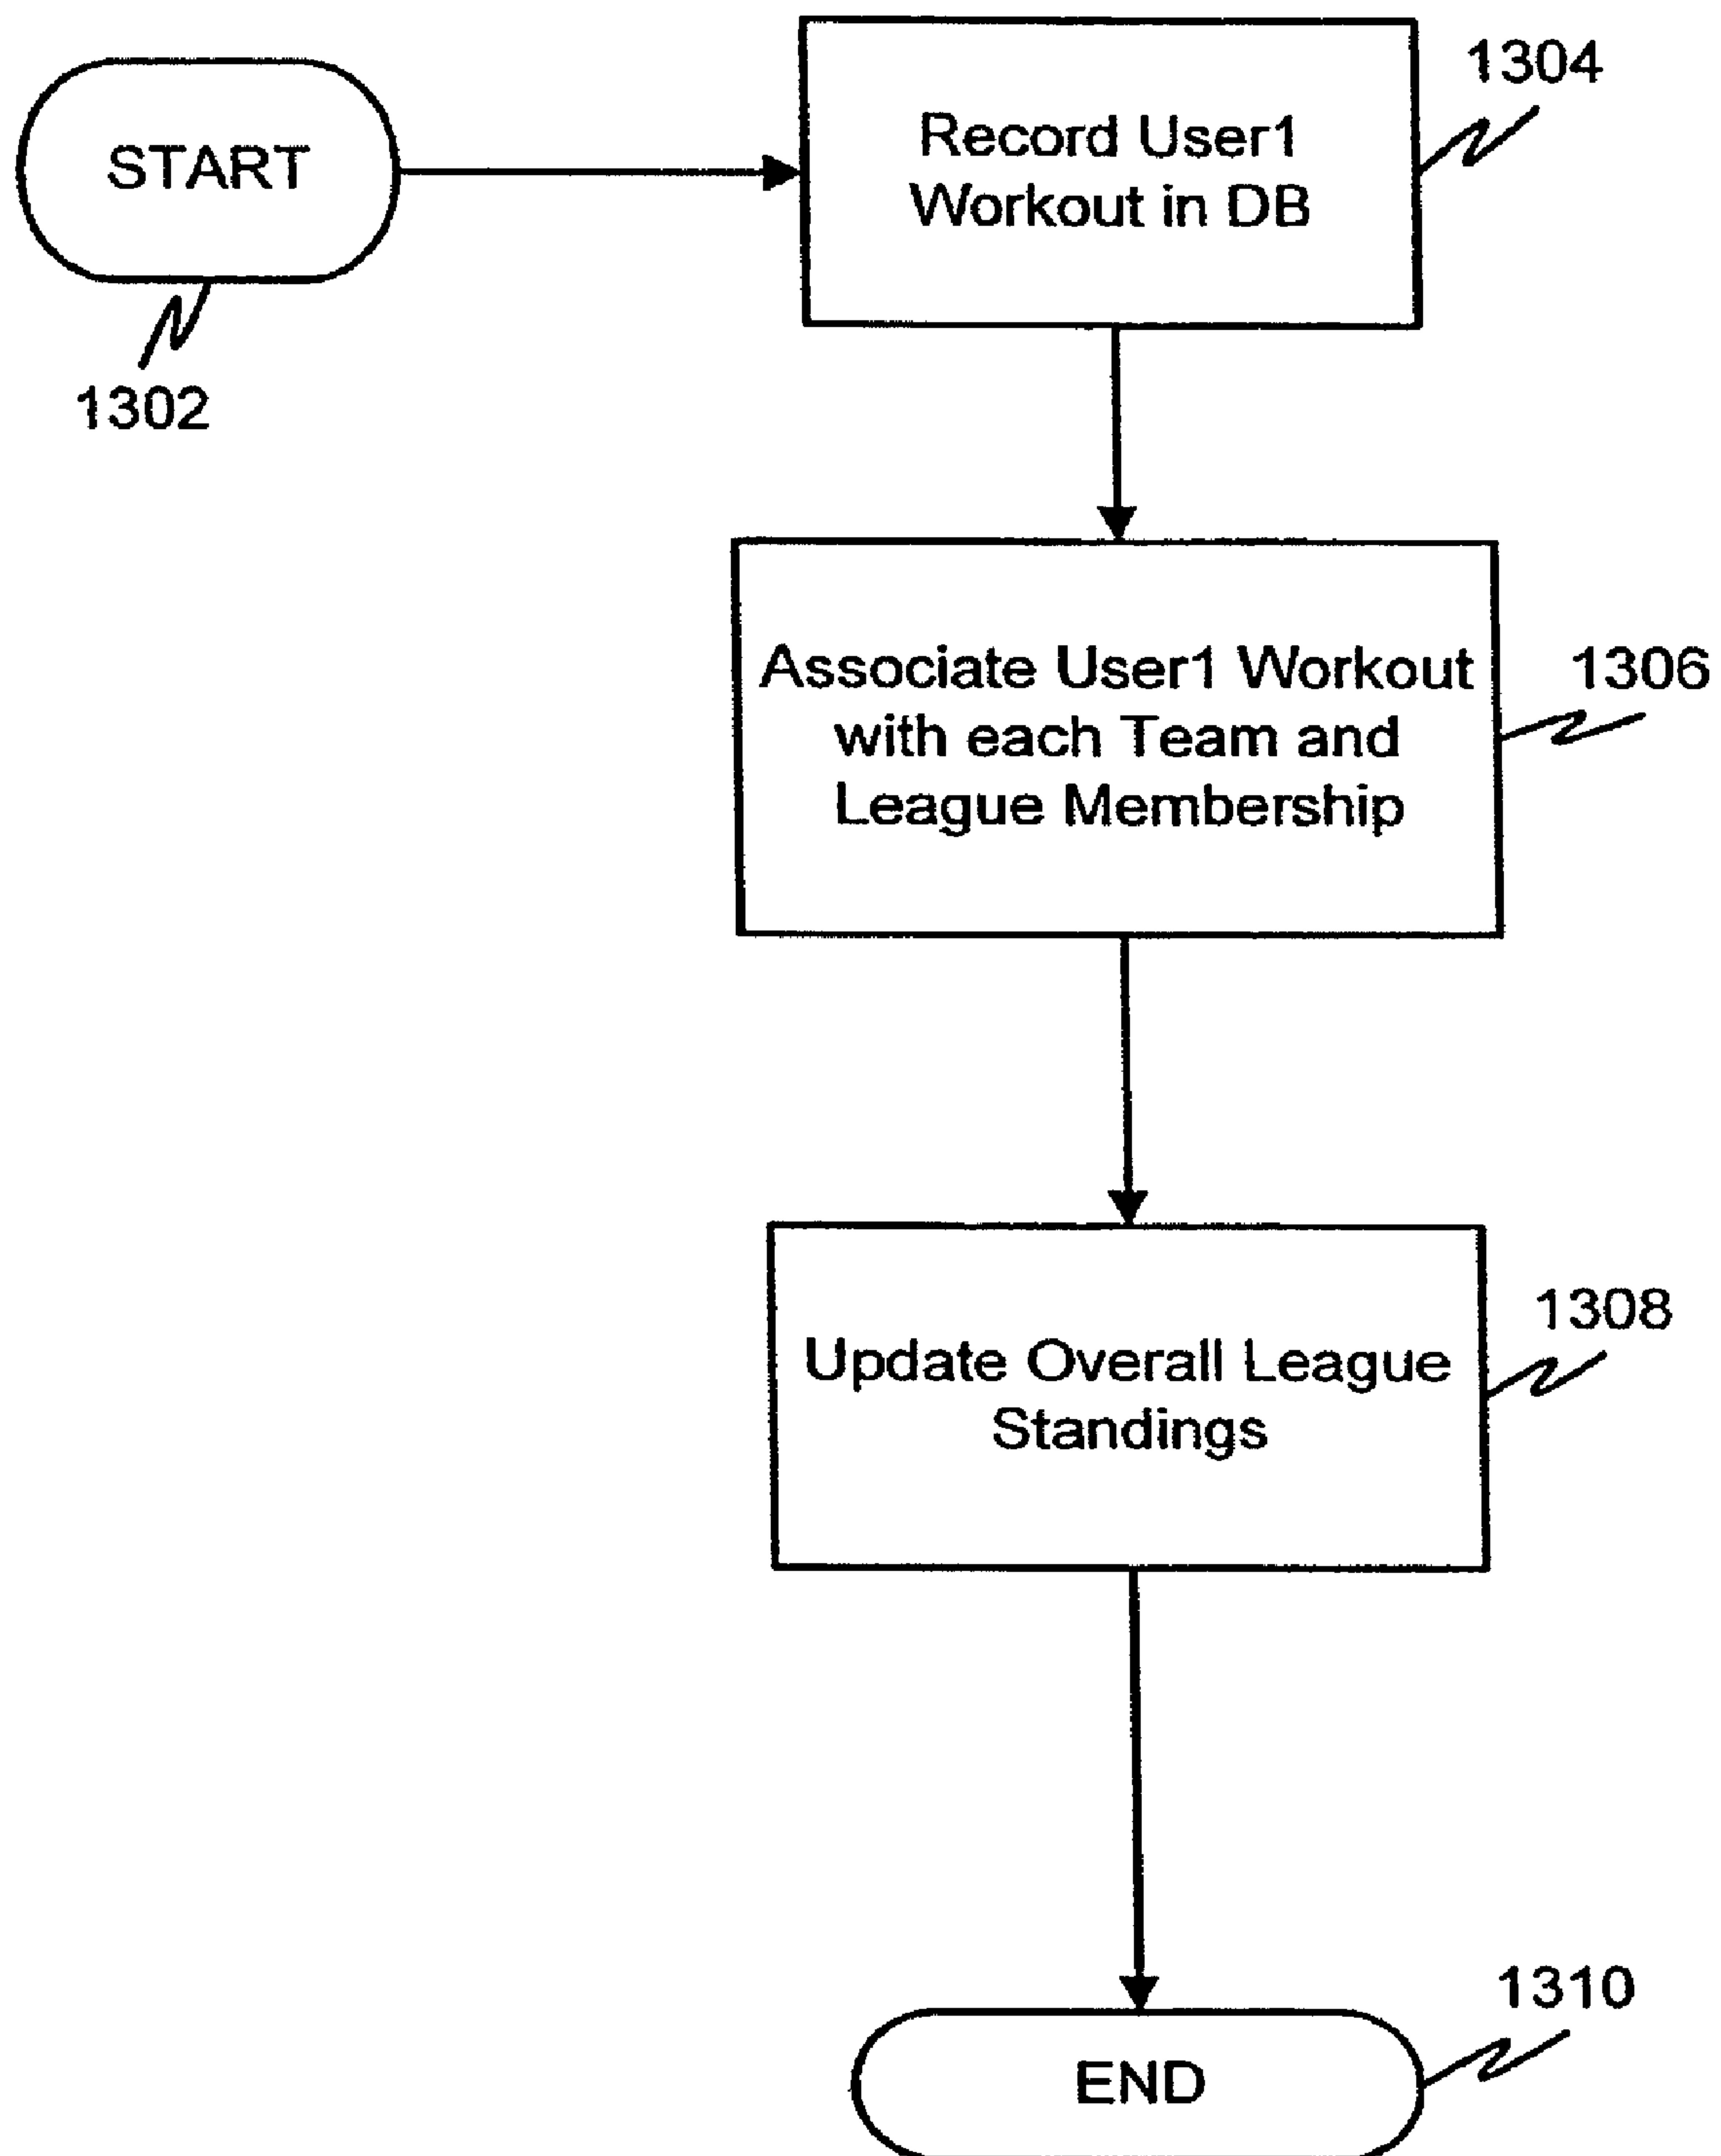 START
1302
Record User1
Workout in DB
1304
Associate User1 Workout
with each Team and
League Membership
1306
Update Overall League
Standings
1308
END
1310